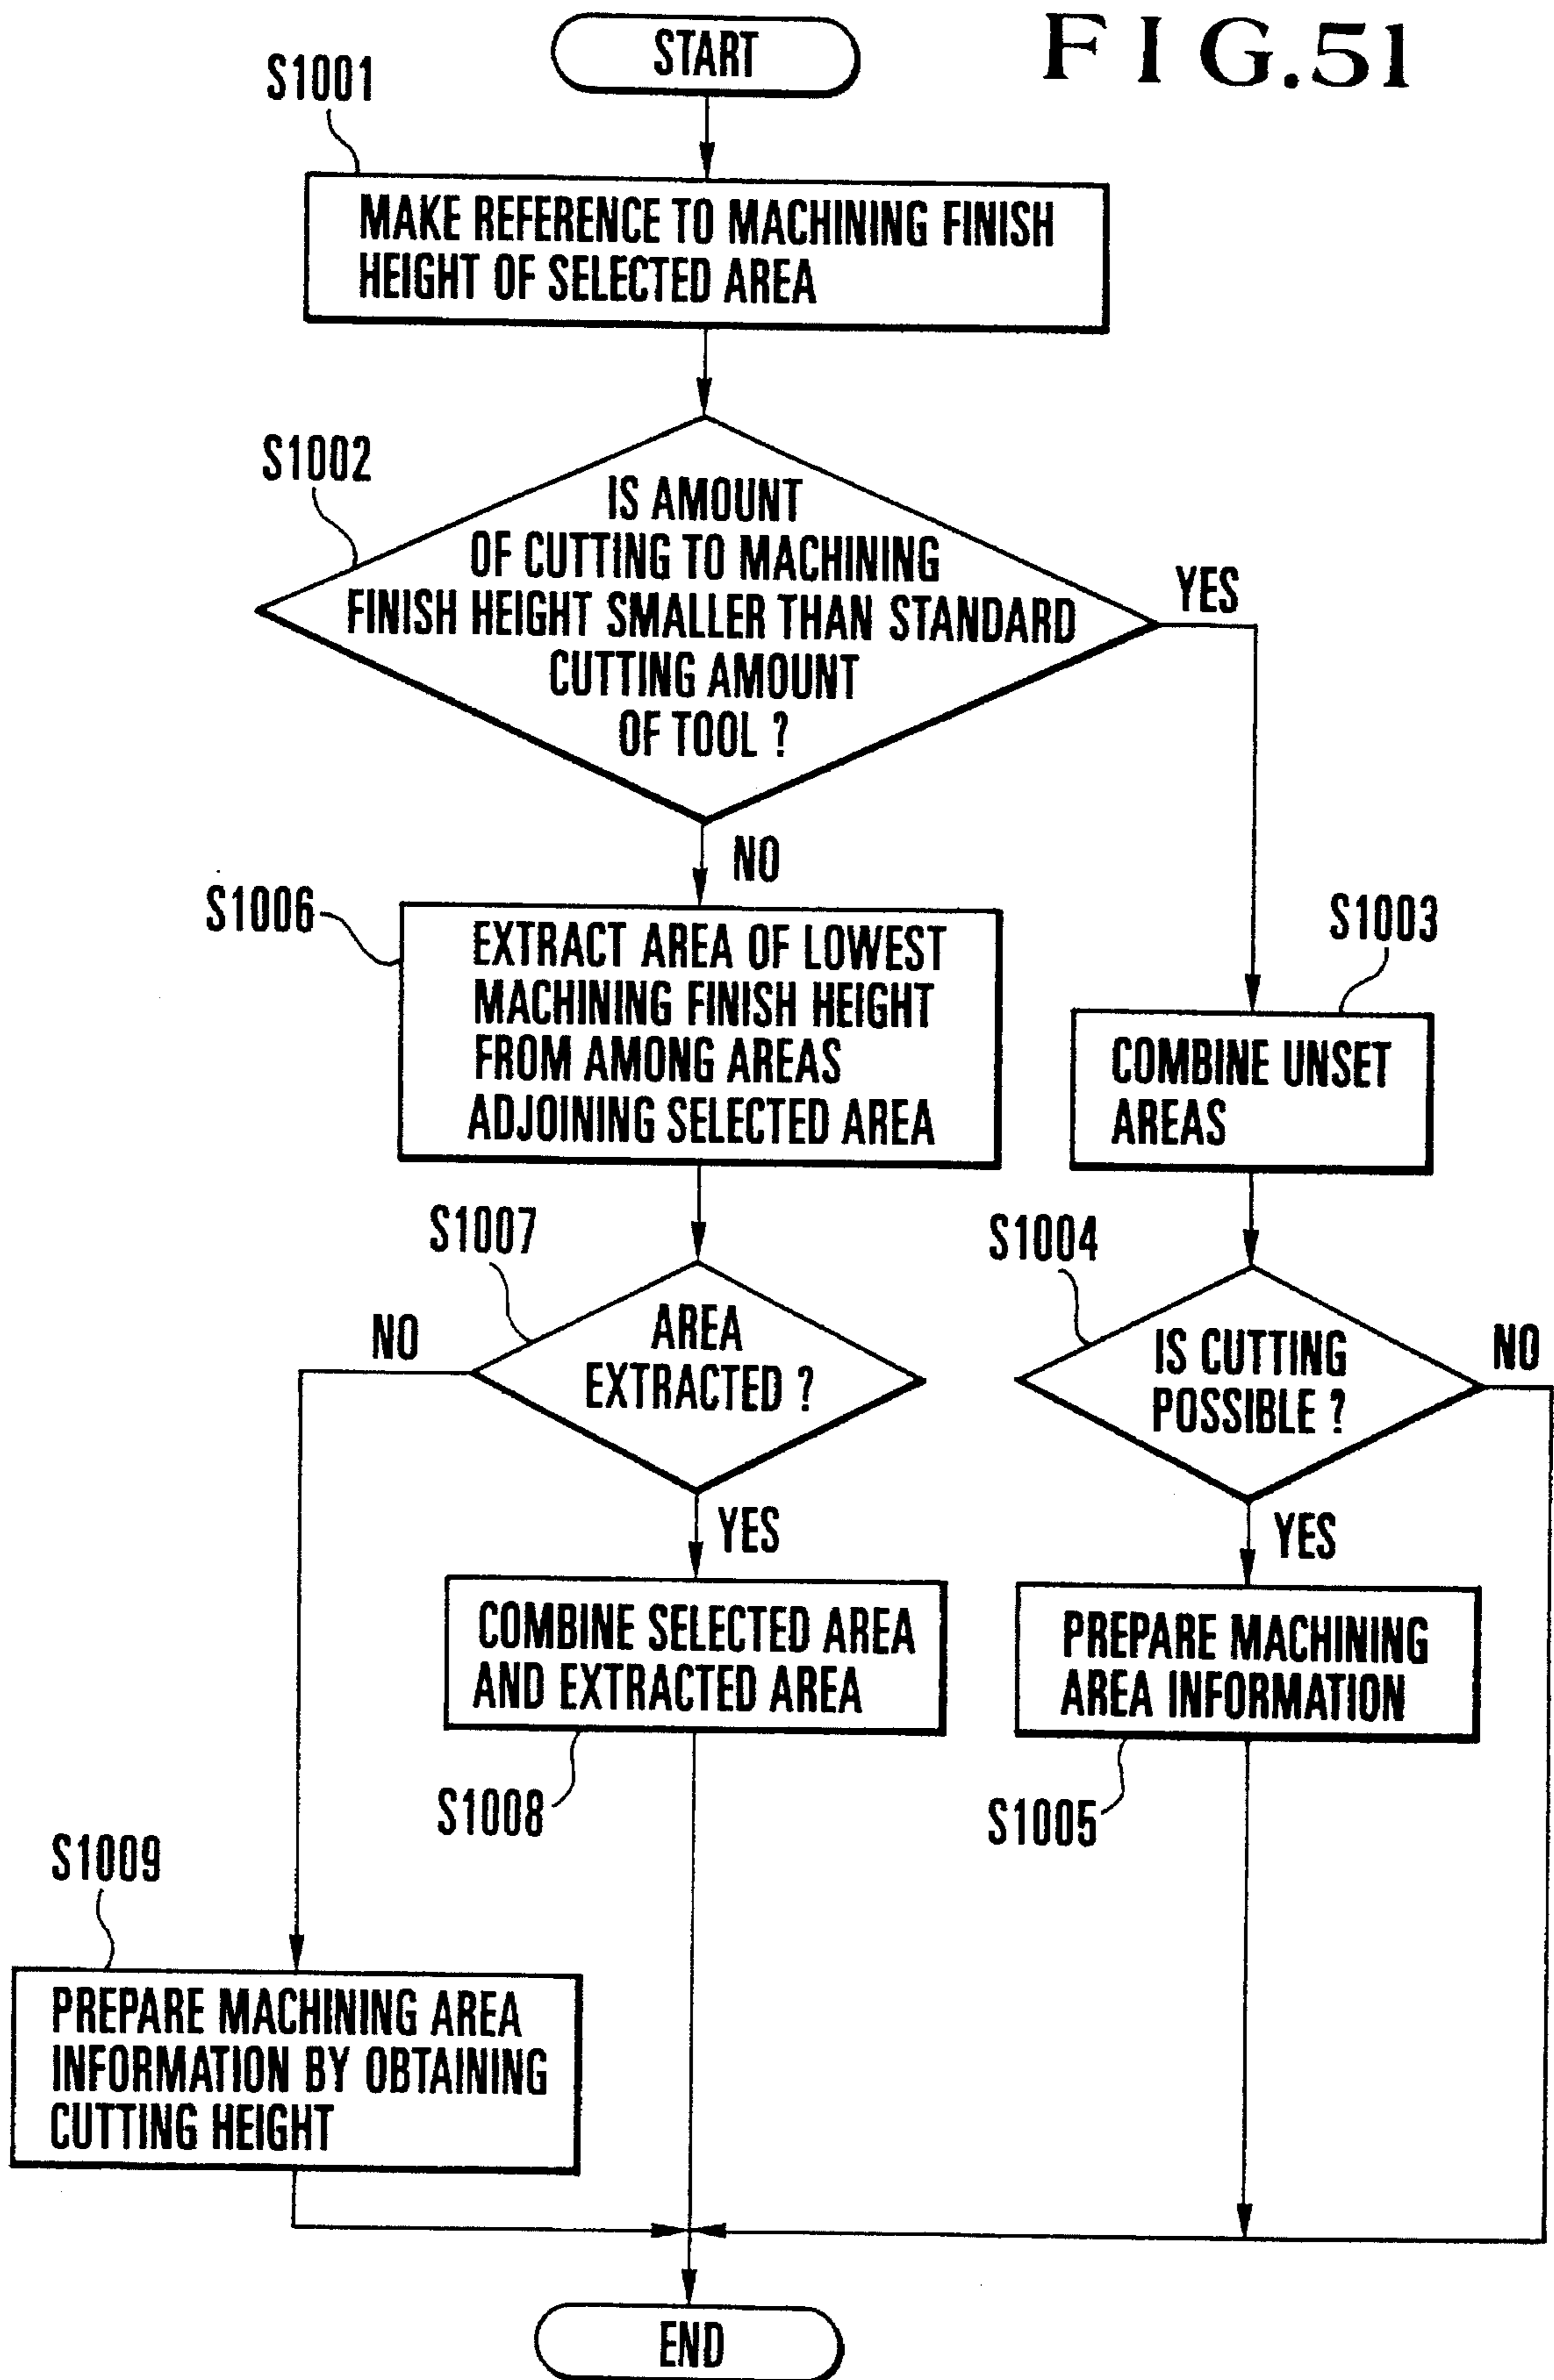 FIG.51
START
S1001
MAKE REFERENCE TO MACHINING FINISH
HEIGHT OF SELECTED AREA
S1002
IS AMOUNT
OF CUTTING TO MACHINING
FINISH HEIGHT SMALLER THAN STANDARD
CUTTING AMOUNT
OF TOOL ?
YES
NO
S1006
EXTRACT AREA OF LOWEST
MACHINING FINISH HEIGHT
FROM AMONG AREAS
ADJOINING SELECTED AREA
S1003
COMBINE UNSET
AREAS
S1007
AREA
EXTRACTED ?
NO
YES
S1004
IS CUTTING
POSSIBLE ?
NO
YES
COMBINE SELECTED AREA
AND EXTRACTED AREA
S1008
PREPARE MACHINING
AREA INFORMATION
S1005
S1009
PREPARE MACHINING AREA
INFORMATION BY OBTAINING
CUTTING HEIGHT
END